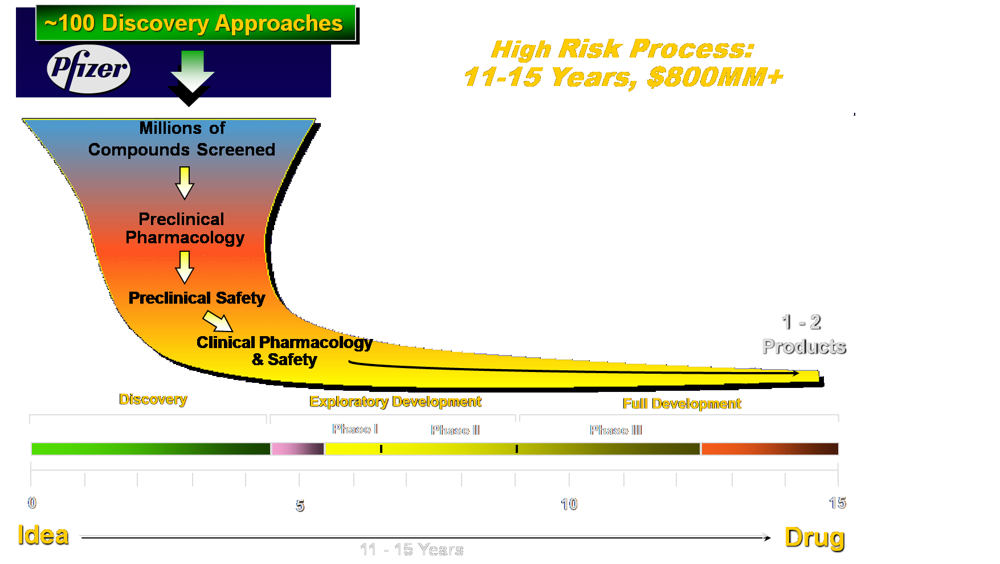 ~100 Discovery Approaches
Pfizer
High Risk Process:
11-15 Years, $800MM+
Millions of
Compounds Screened
Preclinical
Pharmacology
Preclinical Safety
Clinical Pharmacology
& Safety
1 - 2
Products
Discovery
Exploratory Development
Full Development
Phase I
Phase II
Phase III
0
5
10
15
Idea
Drug
11 - 15 Years